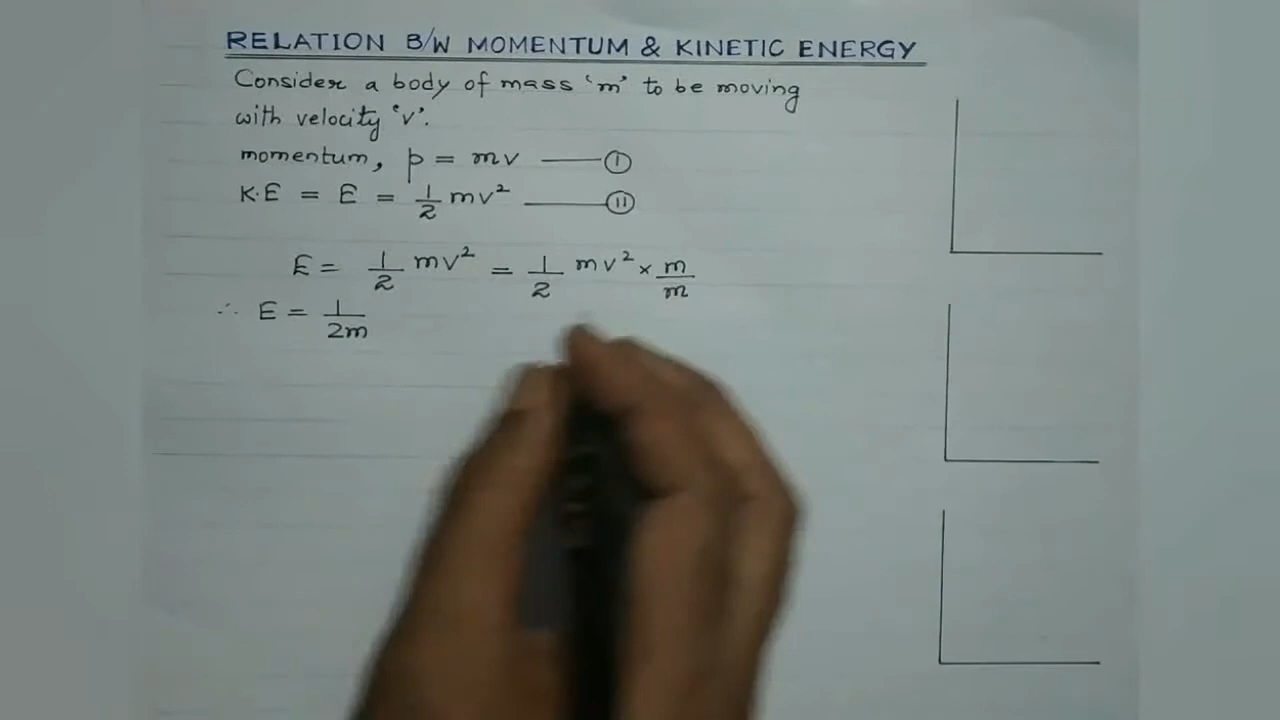 RELATION B/W MOMENTUM & KINETIC ENERGY
Consider a body of mass 'm' to be moving
with velocity 'v'.
momentum, p = mv —— (I)
K.E = E = 1/2 mv² —— (II)
E = 1/2 mv² = 1/2 mv² × m/m
∴ E = 1/2m